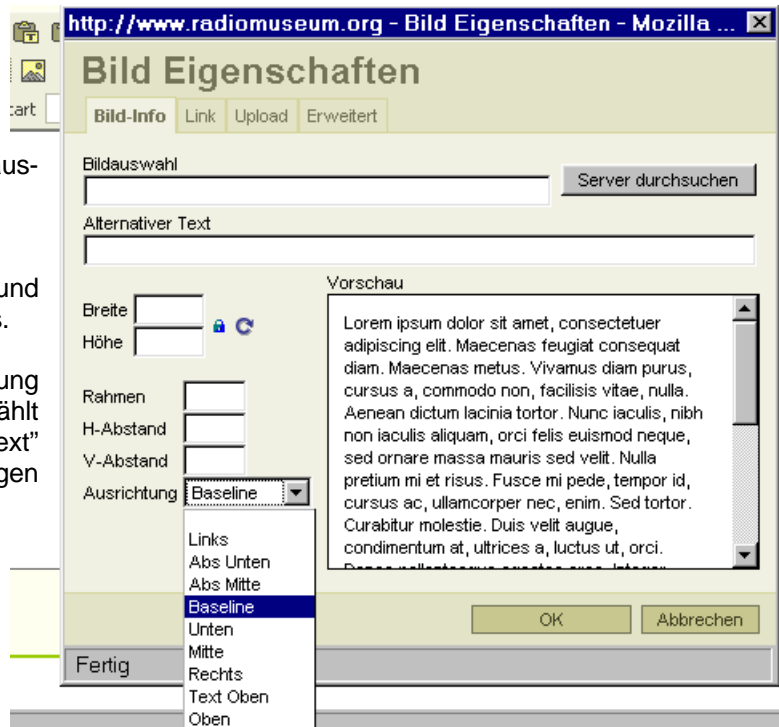 http://www.radiomuseum.org - Bild Eigenschaften - Mozilla ...
Bild Eigenschaften
Bild-Info Link Upload Erweitert
tart
us-
und
s.
ung
ählt
ext”
gen
Bildauswahl
Server durchsuchen
Alternativer Text
Breite
Höhe
Rahmen
H-Abstand
V-Abstand
Ausrichtung Baseline
Links
Abs Unten
Abs Mitte
Baseline
Unten
Mitte
Rechts
Text Oben
Oben
Vorschau
Lorem ipsum dolor sit amet, consectetuer
adipiscing elit. Maecenas feugiat consequat
diam. Maecenas metus. Vivamus diam purus,
cursus a, commodo non, facilisis vitae, nulla.
Aenean dictum lacinia tortor. Nunc iaculis, nibh
non iaculis aliquam, orci felis euismod neque,
sed ornare massa mauris sed velit. Nulla
pretium mi et risus. Fusce mi pede, tempor id,
cursus ac, ullamcorper nec, enim. Sed tortor.
Curabitur molestie. Duis velit augue,
condimentum at, ultrices a, luctus ut, orci.
OK Abbrechen
Fertig